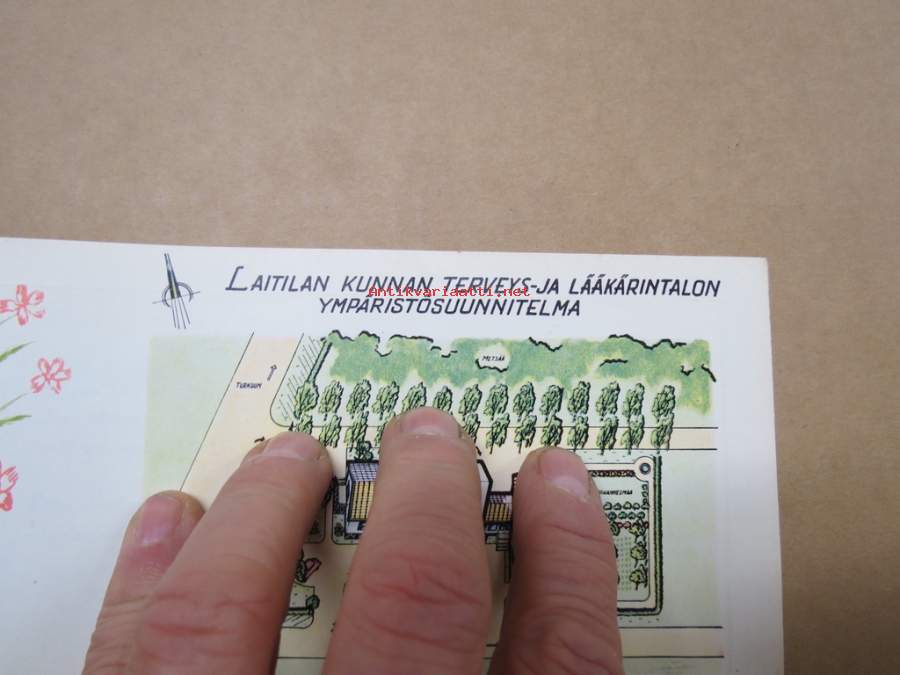 LAITILAN KUNNAN TERVEYS-JA LÄÄKÄRINTALON
Antikvariaatti.net
YMPÄRISTÖSUUNNITELMA
METSÄÄ
TURKUUN